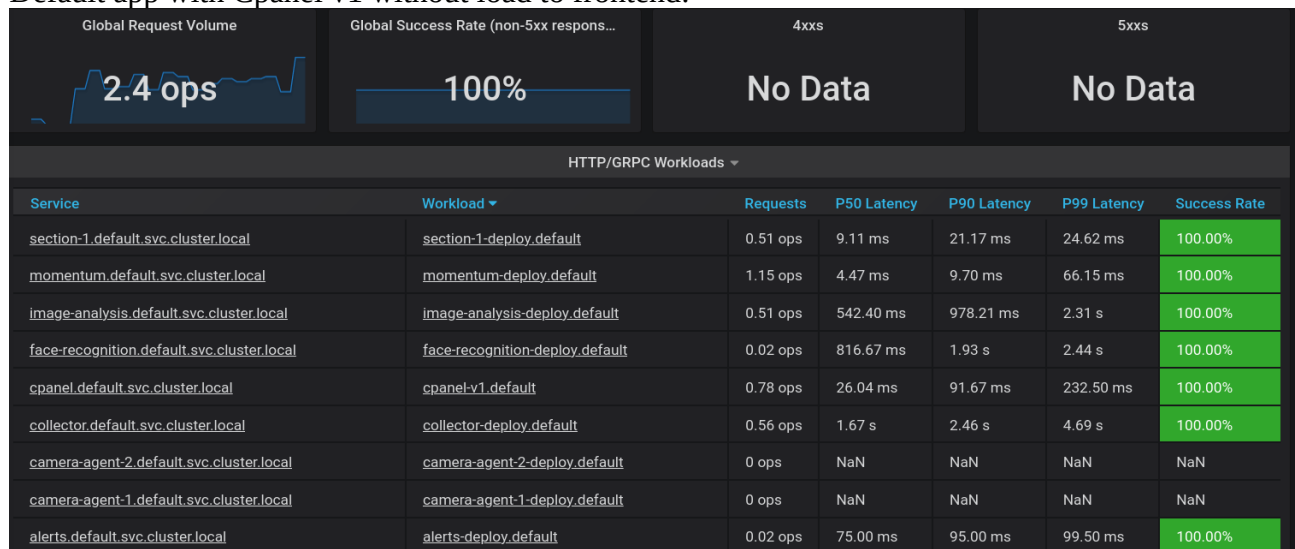 Default app with Cpanel v1 without load to frontend:
Global Request Volume Global Success Rate (non-5xx respons... 4xxs 5xxs
2.4 ops 100% No Data No Data
HTTP/GRPC Workloads
Service Workload Requests P50 Latency P90 Latency P99 Latency Success Rate
section-1.default.svc.cluster.local section-1-deploy.default 0.51 ops 9.11 ms 21.17 ms 24.62 ms 100.00%
momentum.default.svc.cluster.local momentum-deploy.default 1.15 ops 4.47 ms 9.70 ms 66.15 ms 100.00%
image-analysis.default.svc.cluster.local image-analysis-deploy.default 0.51 ops 542.40 ms 978.21 ms 2.31 s 100.00%
face-recognition.default.svc.cluster.local face-recognition-deploy.default 0.02 ops 816.67 ms 1.93 s 2.44 s 100.00%
cpanel.default.svc.cluster.local cpanel-v1.default 0.78 ops 26.04 ms 91.67 ms 232.50 ms 100.00%
collector.default.svc.cluster.local collector-deploy.default 0.56 ops 1.67 s 2.46 s 4.69 s 100.00%
camera-agent-2.default.svc.cluster.local camera-agent-2-deploy.default 0 ops NaN NaN NaN NaN
camera-agent-1.default.svc.cluster.local camera-agent-1-deploy.default 0 ops NaN NaN NaN NaN
alerts.default.svc.cluster.local alerts-deploy.default 0.02 ops 75.00 ms 95.00 ms 99.50 ms 100.00%